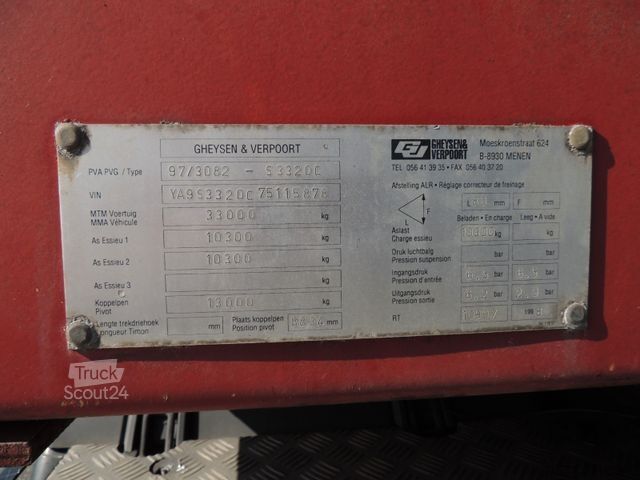 GHEYSEN & VERPOORT
PVA PVG / Type 97/3082 - S3320C
VIN YA9S3320C75115878
MTM Voertuig
MMA Véhicule 33000 kg
As Essieu 1 10300 kg
As Essieu 2 10300 kg
As Essieu 3 kg
Koppelpen
Pivot 13000 kg
Lengte trekdriehoek
Longueur Timon mm
Plaats koppelpen
Position pivot mm
GV GHEYSEN& VERPOORT
Moeskroenstraat 624
B-8930 MENEN
TEL 056 41 39 35 • FAX 056 40 37 20
Afstelling ALR • Réglage correcteur de freinage
F
L
L mm F mm
Beladen • En charge Leeg • A vide
Aslast
Charge essieu kg kg
Druk luchtbalg
Pression suspension bar bar
Ingangsdruk
Pression d'entrée bar bar
Uitgangsdruk
Pression sortie bar bar
RT 199
Truck
Scout24